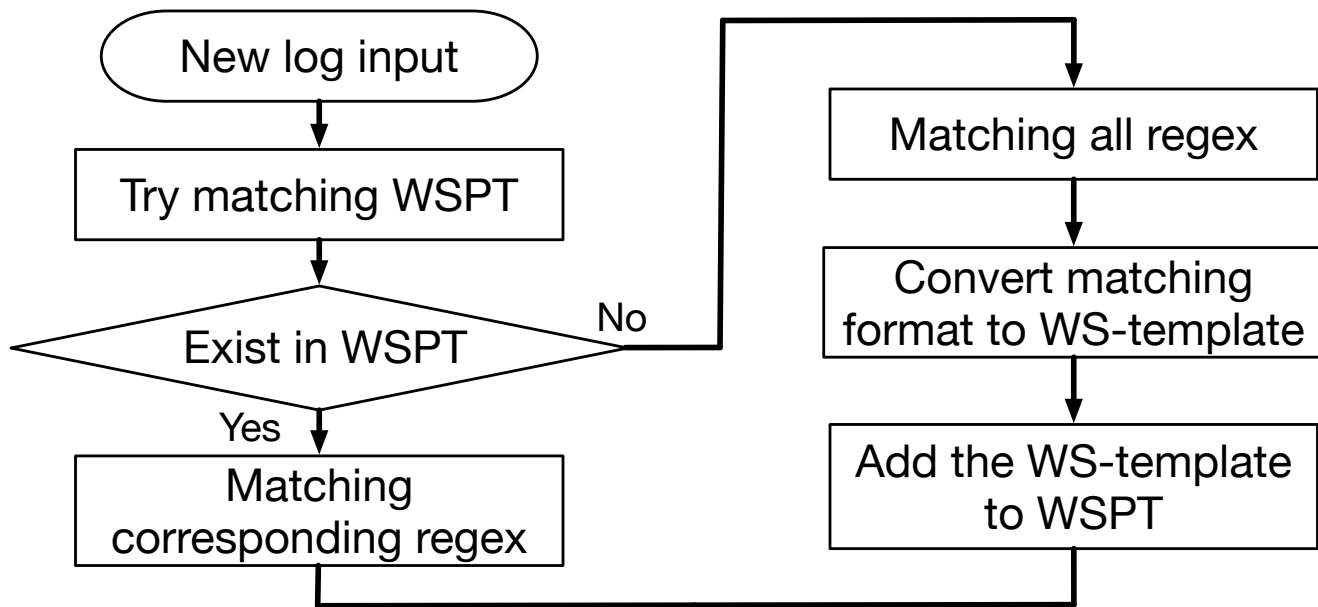 New log input
Try matching WSPT
Exist in WSPT
No
Yes
Matching
corresponding regex
Matching all regex
Convert matching
format to WS-template
Add the WS-template
to WSPT